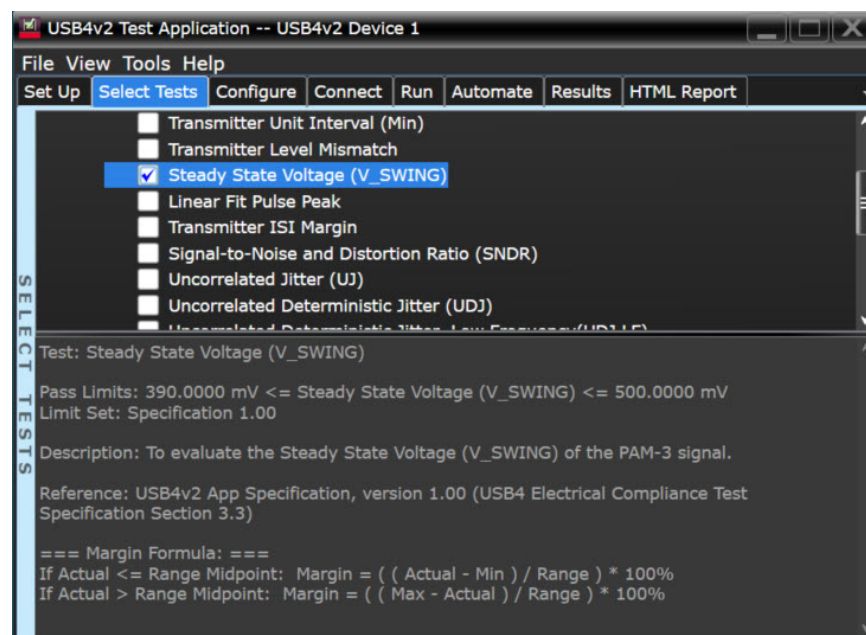 USB4v2 Test Application -- USB4v2 Device 1
File View Tools Help
Set Up Select Tests Configure Connect Run Automate Results HTML Report
Transmitter Unit Interval (Min)
Transmitter Level Mismatch
Steady State Voltage (V_SWING)
Linear Fit Pulse Peak
Transmitter ISI Margin
Signal-to-Noise and Distortion Ratio (SNDR)
Uncorrelated Jitter (UJ)
Uncorrelated Deterministic Jitter (UDJ)
SELECT TESTS
Test: Steady State Voltage (V_SWING)
Pass Limits: 390.0000 mV <= Steady State Voltage (V_SWING) <= 500.0000 mV
Limit Set: Specification 1.00
Description: To evaluate the Steady State Voltage (V_SWING) of the PAM-3 signal.
Reference: USB4v2 App Specification, version 1.00 (USB4 Electrical Compliance Test
Specification Section 3.3)
=== Margin Formula: ===
If Actual <= Range Midpoint:  Margin = ( ( Actual - Min ) / Range ) * 100%
If Actual > Range Midpoint:  Margin = ( ( Max - Actual ) / Range ) * 100%